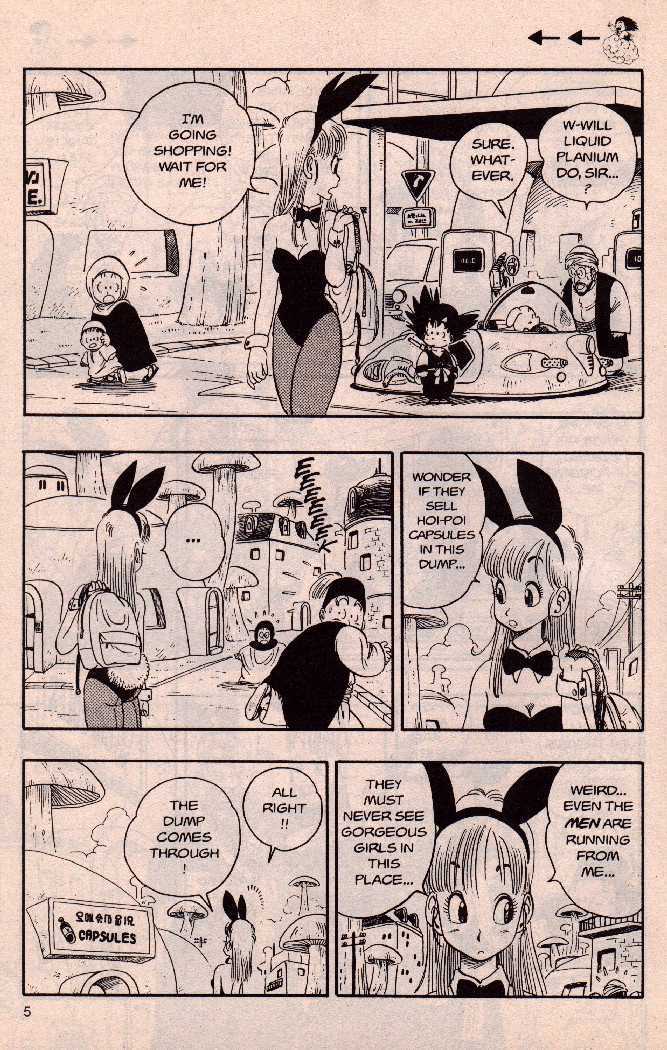 W-WILL
LIQUID
PLANIUM
DO, SIR...
?
SURE.
WHAT-
EVER.
I'M
GOING
SHOPPING!
WAIT FOR
ME!
E.
WONDER
IF THEY
SELL
HOI-POI
CAPSULES
IN THIS
DUMP...
EEEEEEEK
...
WEIRD...
EVEN THE
MEN ARE
RUNNING
FROM
ME...
THEY
MUST
NEVER SEE
GORGEOUS
GIRLS IN
THIS
PLACE...
ALL
RIGHT
!!
THE
DUMP
COMES
THROUGH
!
CAPSULES
5